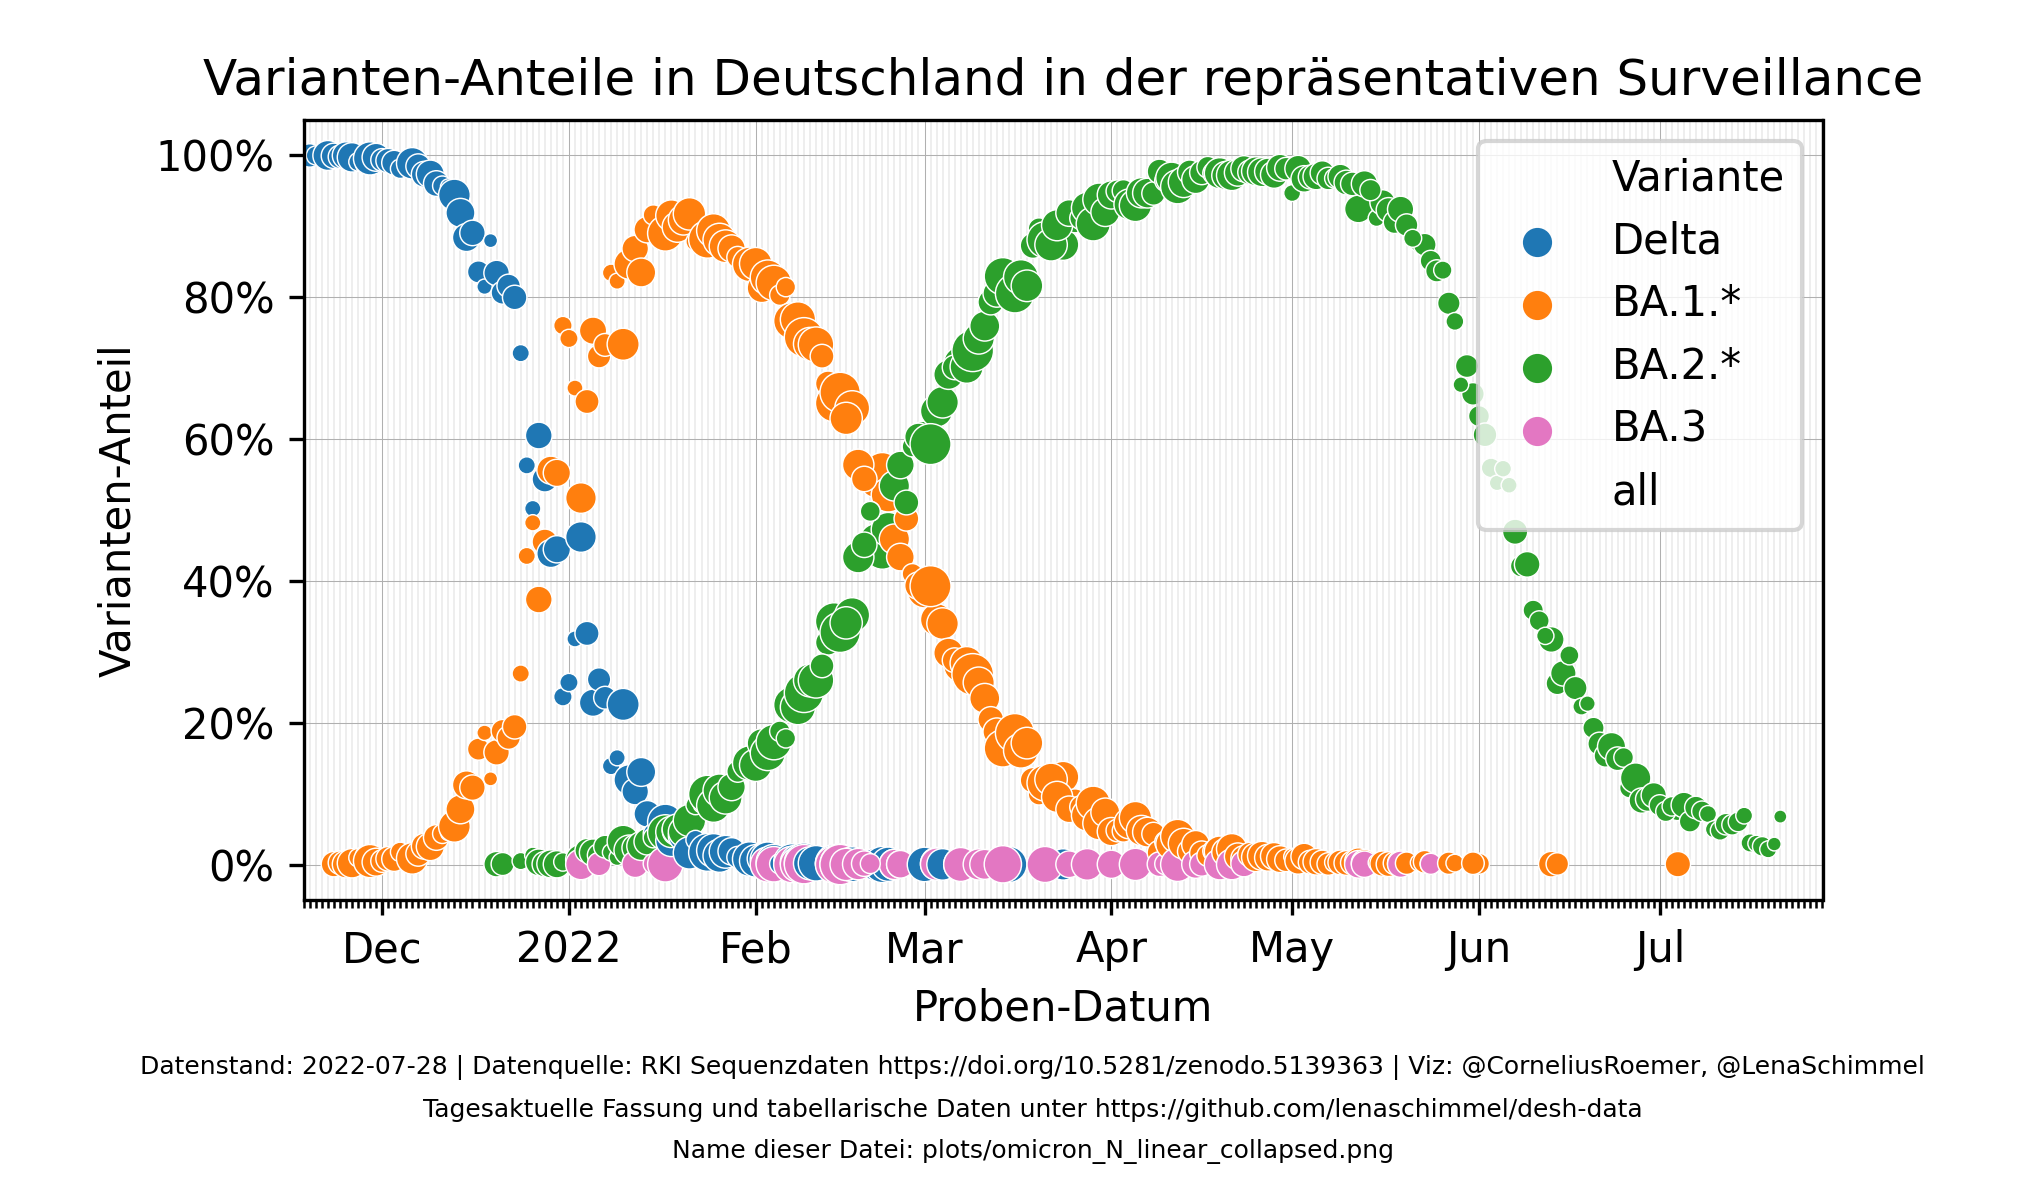 Varianten-Anteile in Deutschland in der repräsentativen Surveillance
Varianten-Anteil
100%
80%
60%
40%
20%
0%
Variante
Delta
BA.1.*
BA.2.*
BA.3
all
Dec
2022
Feb
Mar
Apr
May
Jun
Jul
Proben-Datum
Datenstand: 2022-07-28 | Datenquelle: RKI Sequenzdaten https://doi.org/10.5281/zenodo.5139363 | Viz: @CorneliusRoemer, @LenaSchimmel
Tagesaktuelle Fassung und tabellarische Daten unter https://github.com/lenaschimmel/desh-data
Name dieser Datei: plots/omicron_N_linear_collapsed.png